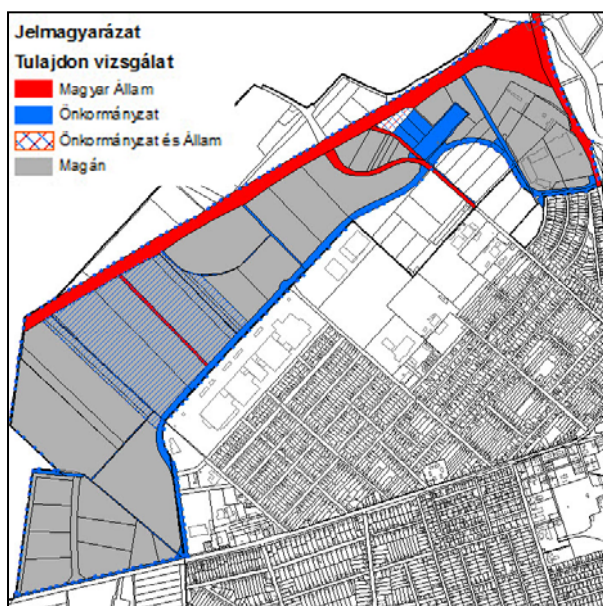 Jelmagyarázat
Tulajdon vizsgálat
Magyar Állam
Önkormányzat
Önkormányzat és Állam
Magán